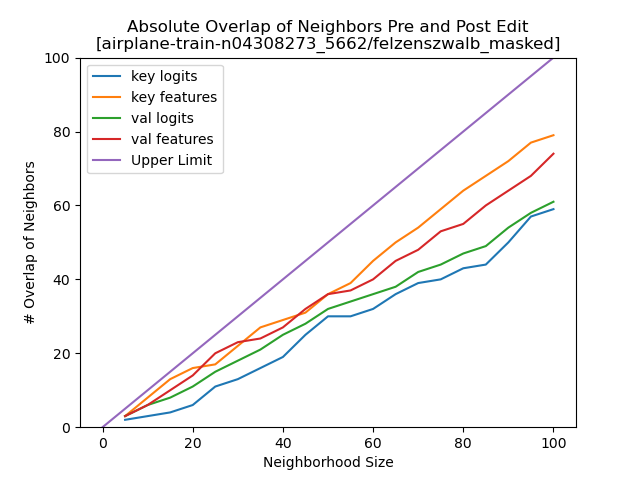 Absolute Overlap of Neighbors Pre and Post Edit
[airplane-train-n04308273_5662/felzenszwalb_masked]
key logits
key features
val logits
val features
Upper Limit
# Overlap of Neighbors
100
80
60
40
20
0
0 20 40 60 80 100
Neighborhood Size